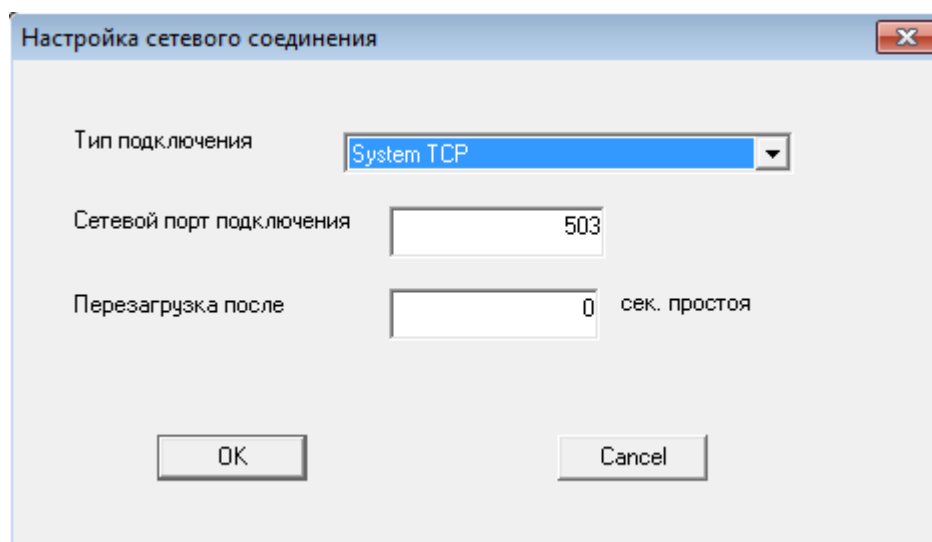 Настройка сетевого соединения
Тип подключения System TCP
Сетевой порт подключения 503
Перезагрузка после 0 сек. простоя
OK Cancel